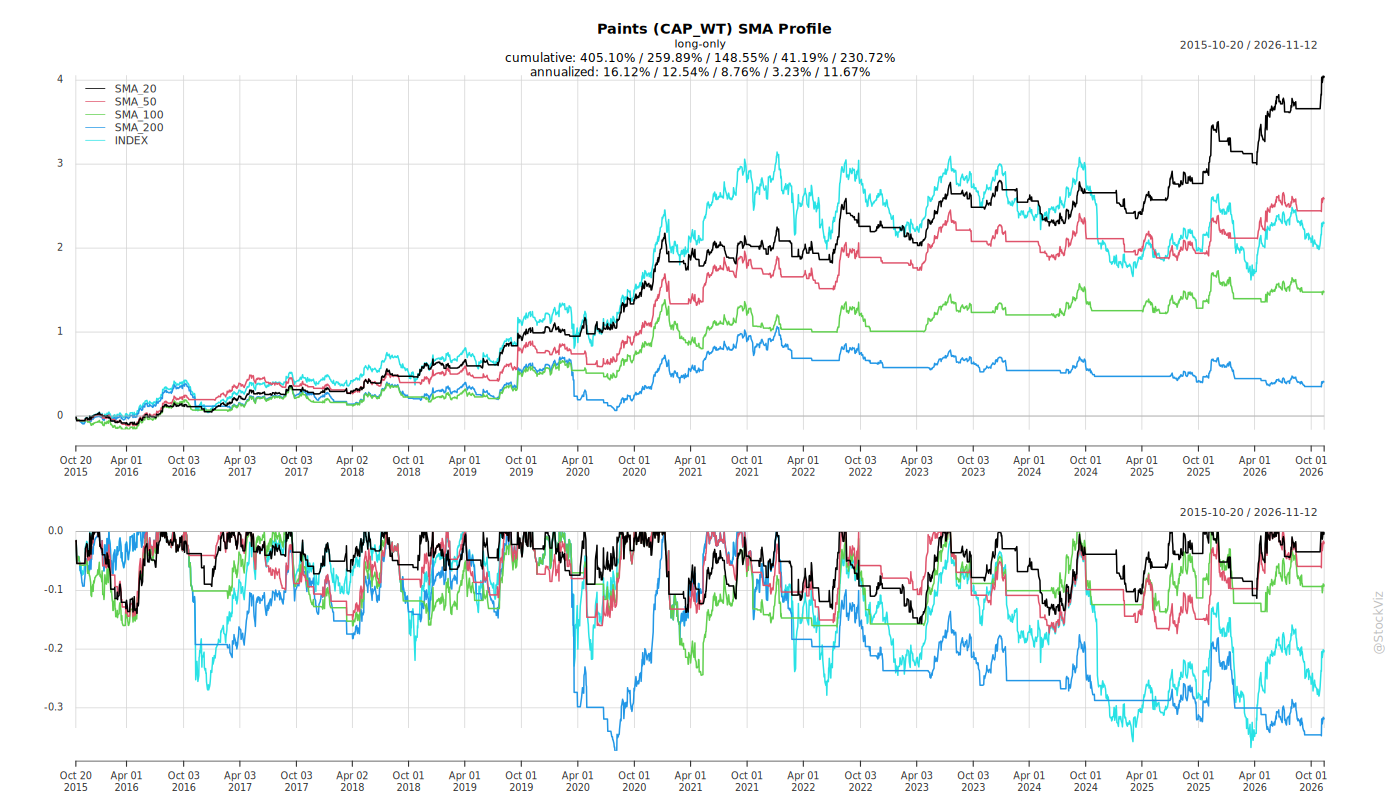 Paints (CAP_WT) SMA Profile
long-only
cumulative: 405.10% / 259.89% / 148.55% / 41.19% / 230.72%
annualized: 16.12% / 12.54% / 8.76% / 3.23% / 11.67%
2015-10-20 / 2026-11-12
SMA_20
SMA_50
SMA_100
SMA_200
INDEX
4
3
2
1
0
Oct 20 Apr 01 Oct 03 Apr 03 Oct 03 Apr 02 Oct 01 Apr 01 Oct 01 Apr 01 Oct 01 Apr 01 Oct 01 Apr 01 Oct 03 Apr 03 Oct 03 Apr 01 Oct 01 Apr 01 Oct 01 Apr 01 Oct 01
2015 2016 2016 2017 2017 2018 2018 2019 2019 2020 2020 2021 2021 2022 2022 2023 2023 2024 2024 2025 2025 2026 2026
2015-10-20 / 2026-11-12
0.0
-0.1
-0.2
-0.3
Oct 20 Apr 01 Oct 03 Apr 03 Oct 03 Apr 02 Oct 01 Apr 01 Oct 01 Apr 01 Oct 01 Apr 01 Oct 01 Apr 01 Oct 03 Apr 03 Oct 03 Apr 01 Oct 01 Apr 01 Oct 01 Apr 01 Oct 01
2015 2016 2016 2017 2017 2018 2018 2019 2019 2020 2020 2021 2021 2022 2022 2023 2023 2024 2024 2025 2025 2026 2026
@StockViz